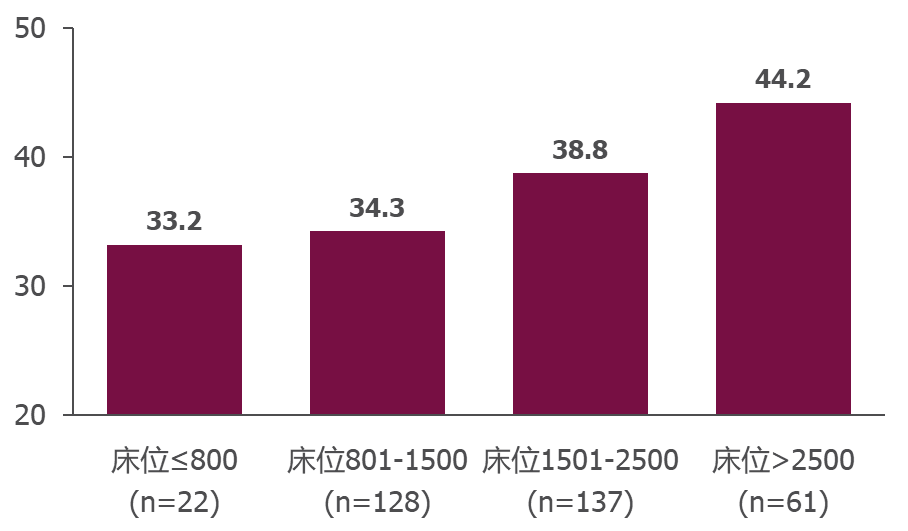 50
40
30
20
33.2
34.3
38.8
44.2
床位≤800
(n=22)
床位801-1500
(n=128)
床位1501-2500
(n=137)
床位>2500
(n=61)